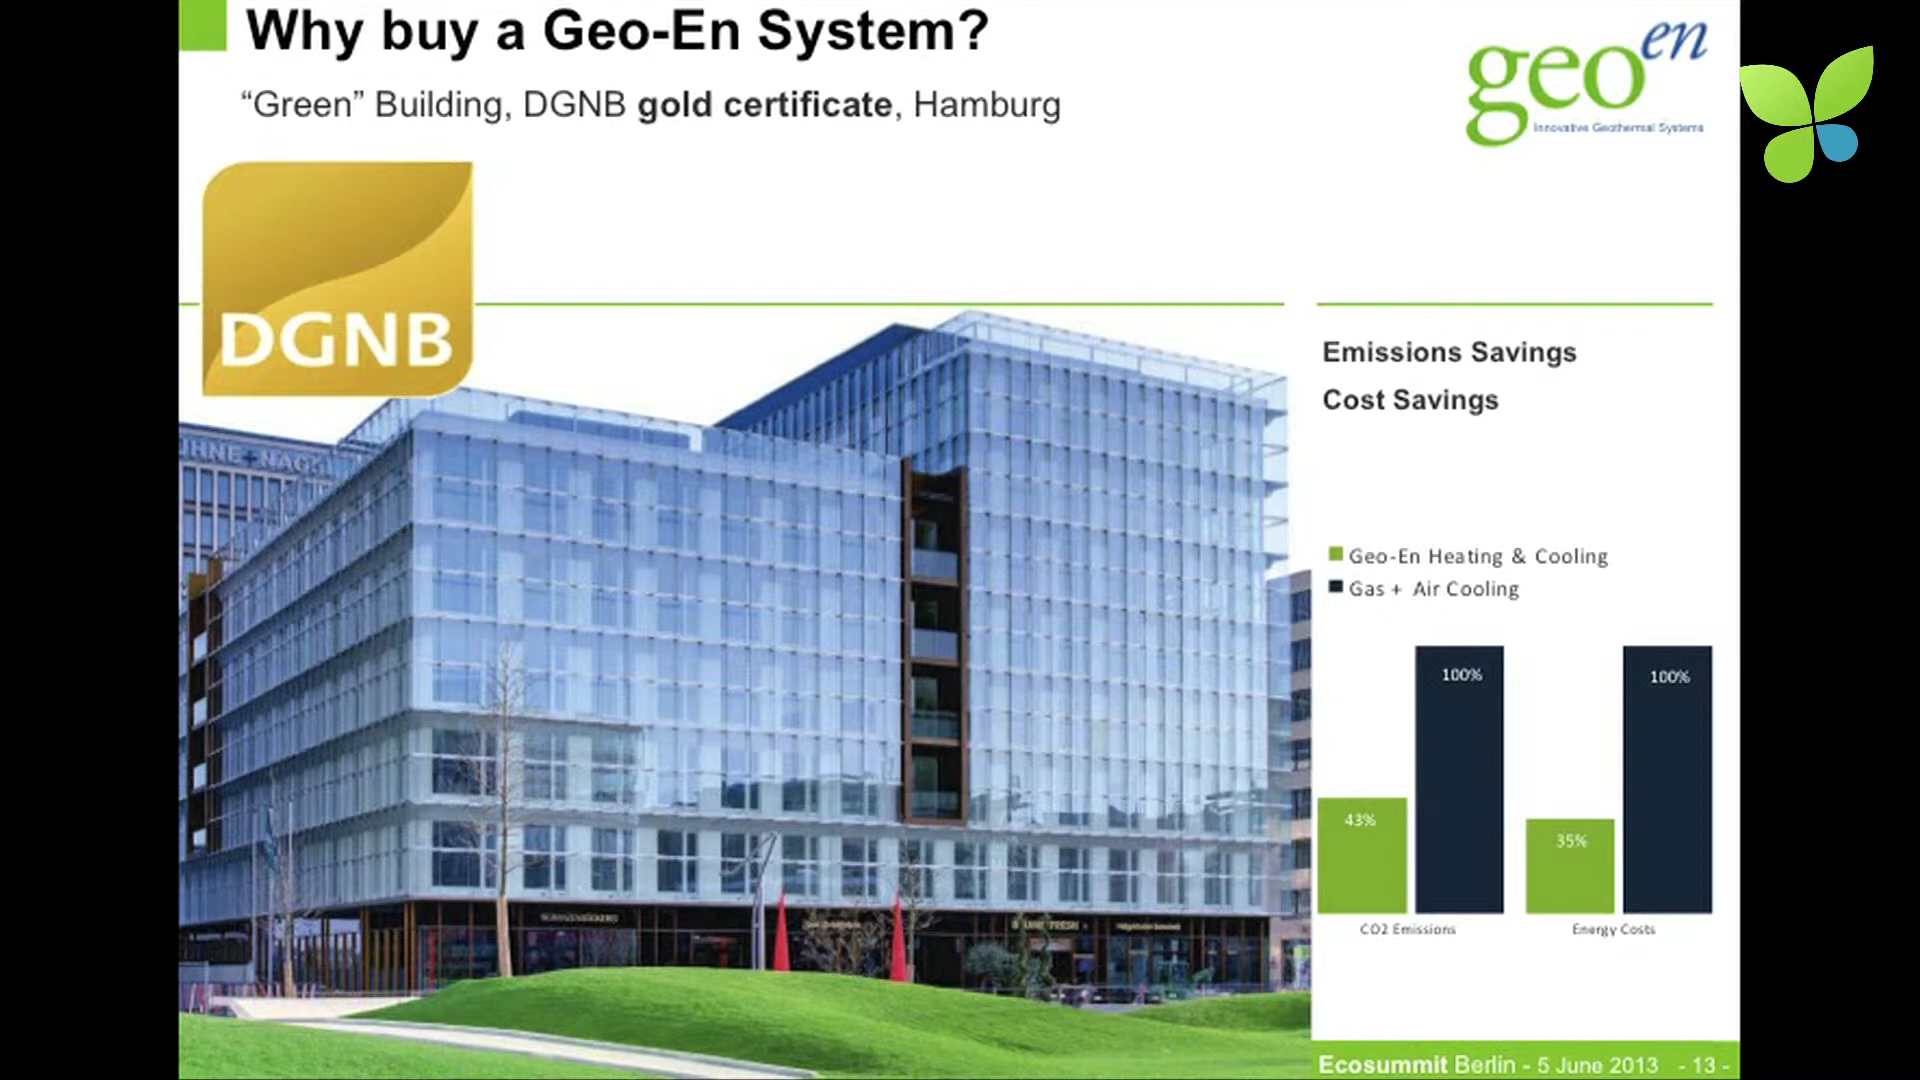 Why buy a Geo-En System?
“Green” Building, DGNB gold certificate, Hamburg
geo en
Innovative Geothermal Systems
DGNB
Emissions Savings
Cost Savings
Geo-En Heating & Cooling
Gas + Air Cooling
100%
100%
43%
35%
CO2 Emissions
Energy Costs
Ecosummit Berlin - 5 June 2013 - 13 -